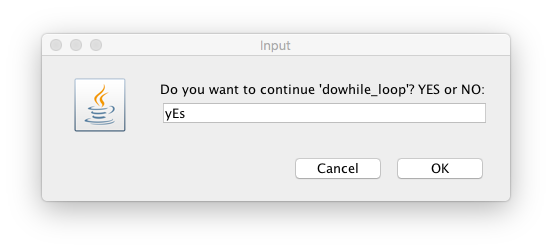 Input
Do you want to continue 'dowhile_loop'? YES or NO:
yEs
Cancel OK